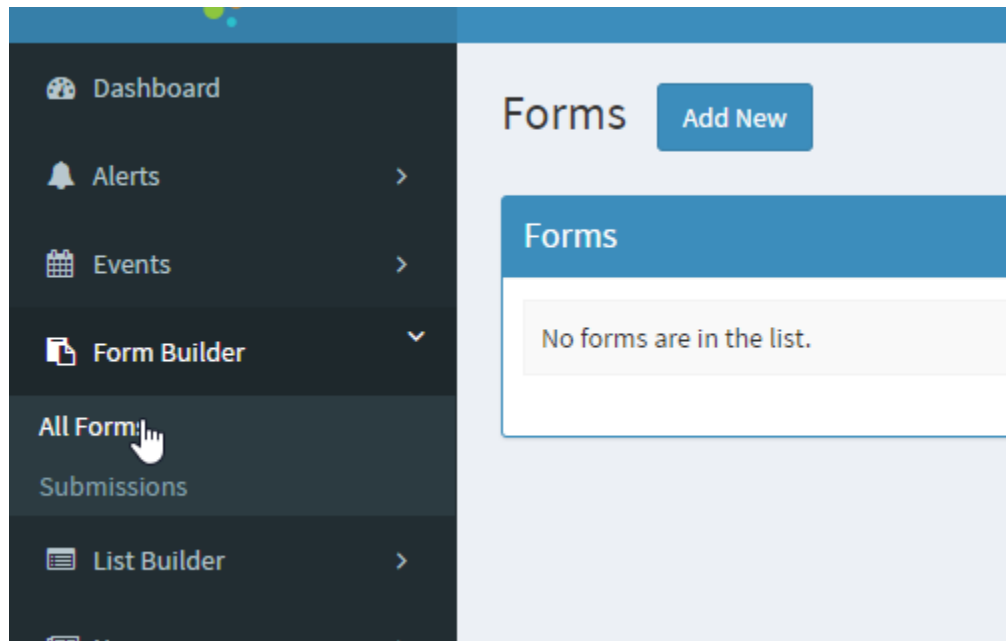 Dashboard
Alerts
Events
Form Builder
All Forms
Submissions
List Builder
Forms
Add New
Forms
No forms are in the list.